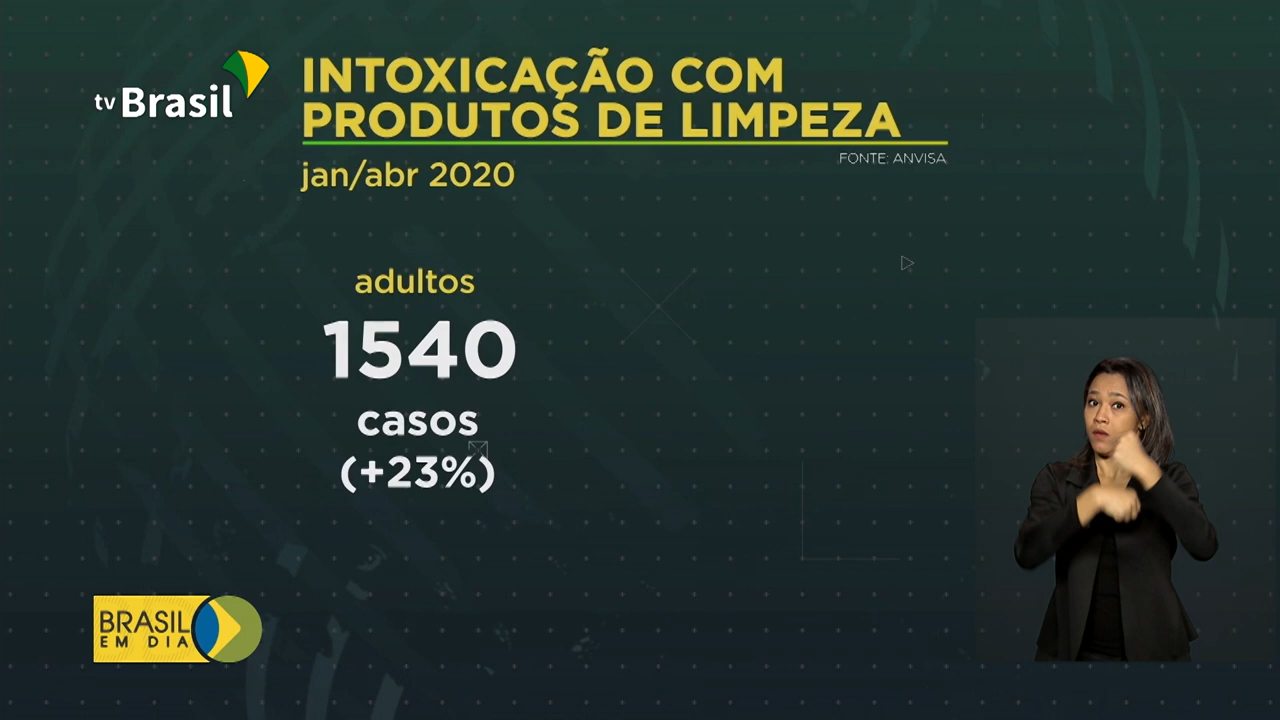 tv Brasil
INTOXICAÇÃO COM
PRODUTOS DE LIMPEZA
FONTE: ANVISA
jan/abr 2020
adultos
1540
casos
(+23%)
BRASIL
EM DIA